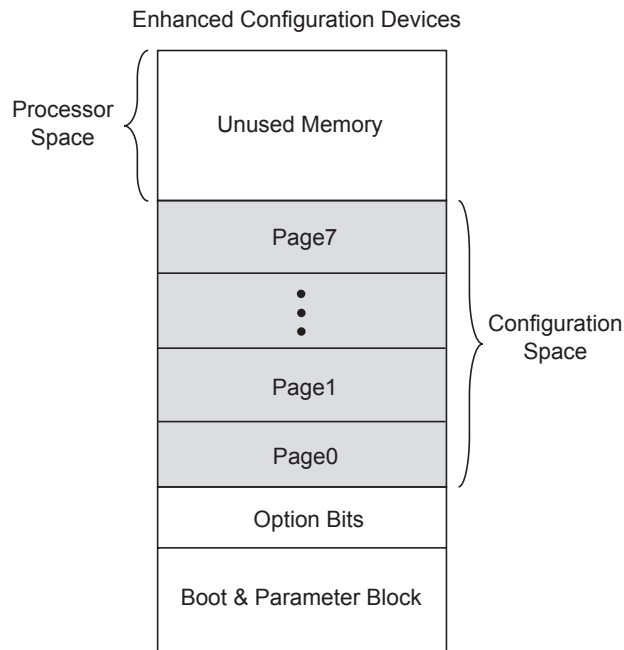 Enhanced Configuration Devices
Processor
Space
Unused Memory
Page7
Configuration
Space
Page1
Page0
Option Bits
Boot & Parameter Block